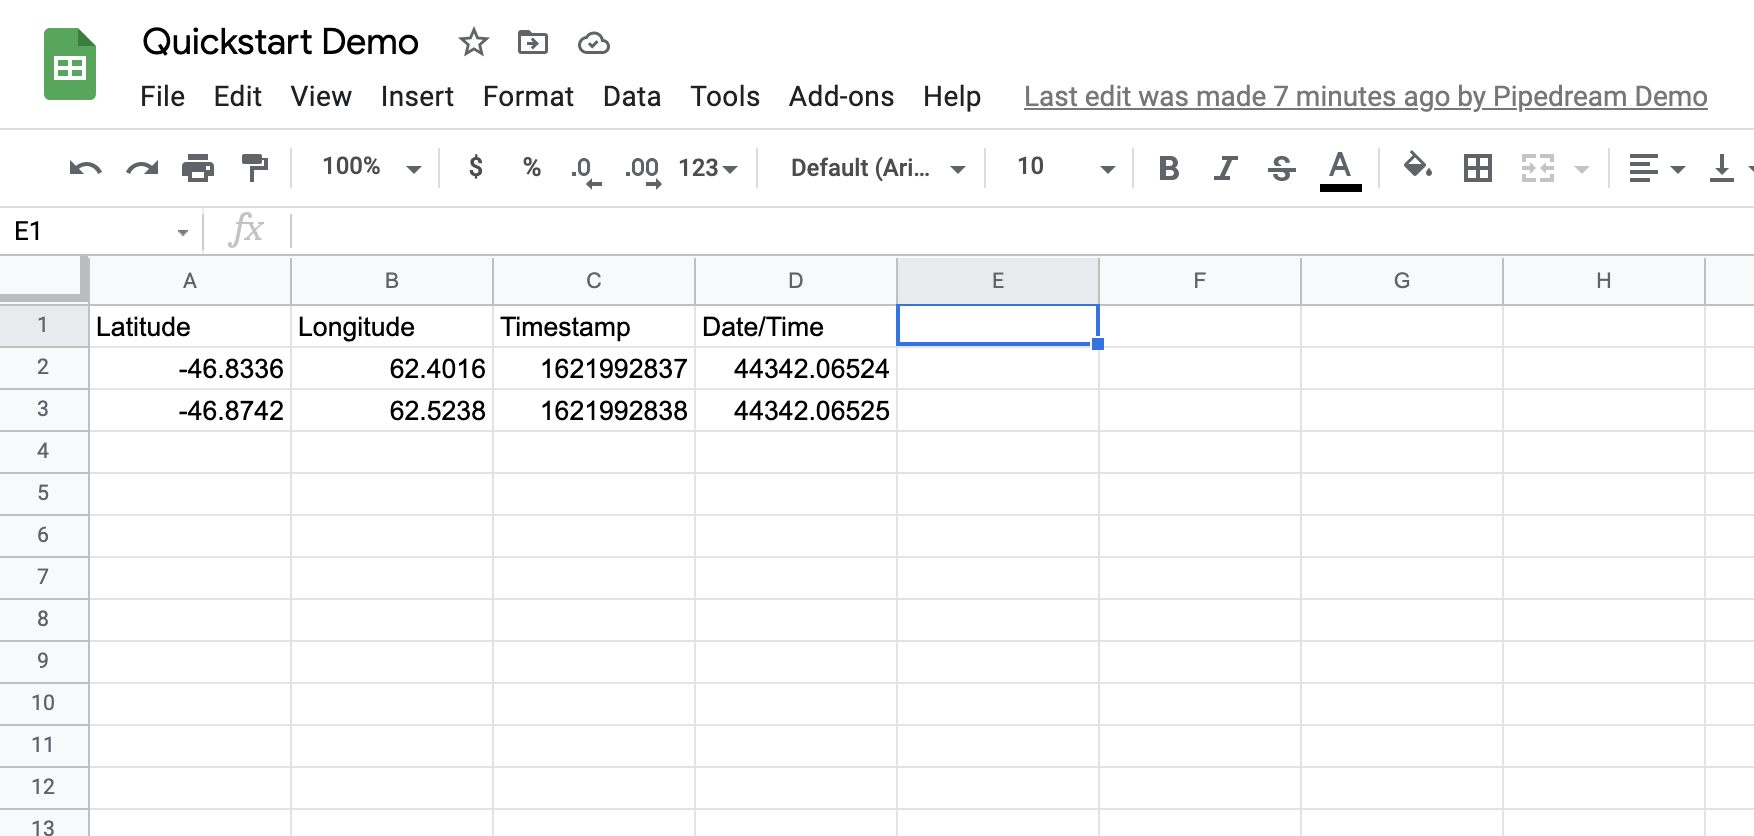 Quickstart Demo
File Edit View Insert Format Data Tools Add-ons Help Last edit was made 7 minutes ago by Pipedream Demo
100% $ % .0 .00 123 Default (Ari... 10 B I S A
E1 fx
A B C D E F G H
1 Latitude Longitude Timestamp Date/Time
2 -46.8336 62.4016 1621992837 44342.06524
3 -46.8742 62.5238 1621992838 44342.06525
4
5
6
7
8
9
10
11
12
13